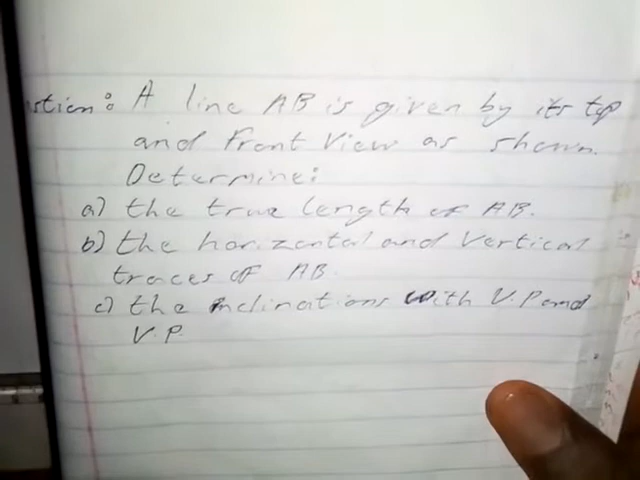 stion: A line AB is given by its top
and Front View as shown.
Determine:
a) the true length of AB.
b) the horizontal and Vertical
traces of AB.
c) the inclinations with V.P and
V.P.